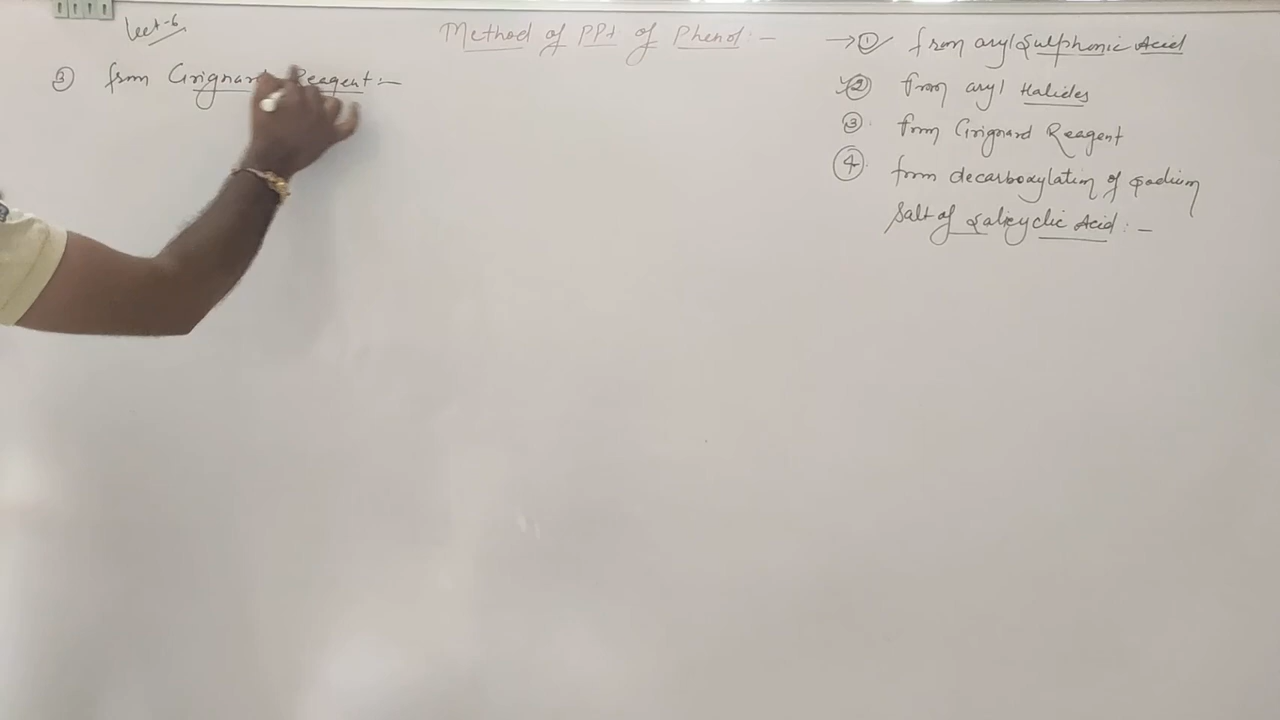 Lect-6
Method of PPt of Phenol :-
③ from Grignard Reagent :-
→ ① from aryl Sulphonic Acid
② from aryl Halides
③ from Grignard Reagent
④ from decarboxylation of Sodium
Salt of Salicyclic Acid :-